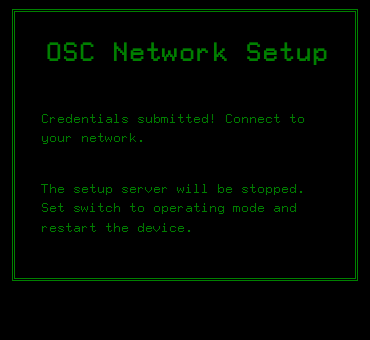 OSC Network Setup
Credentials submitted! Connect to
your network.
The setup server will be stopped.
Set switch to operating mode and
restart the device.